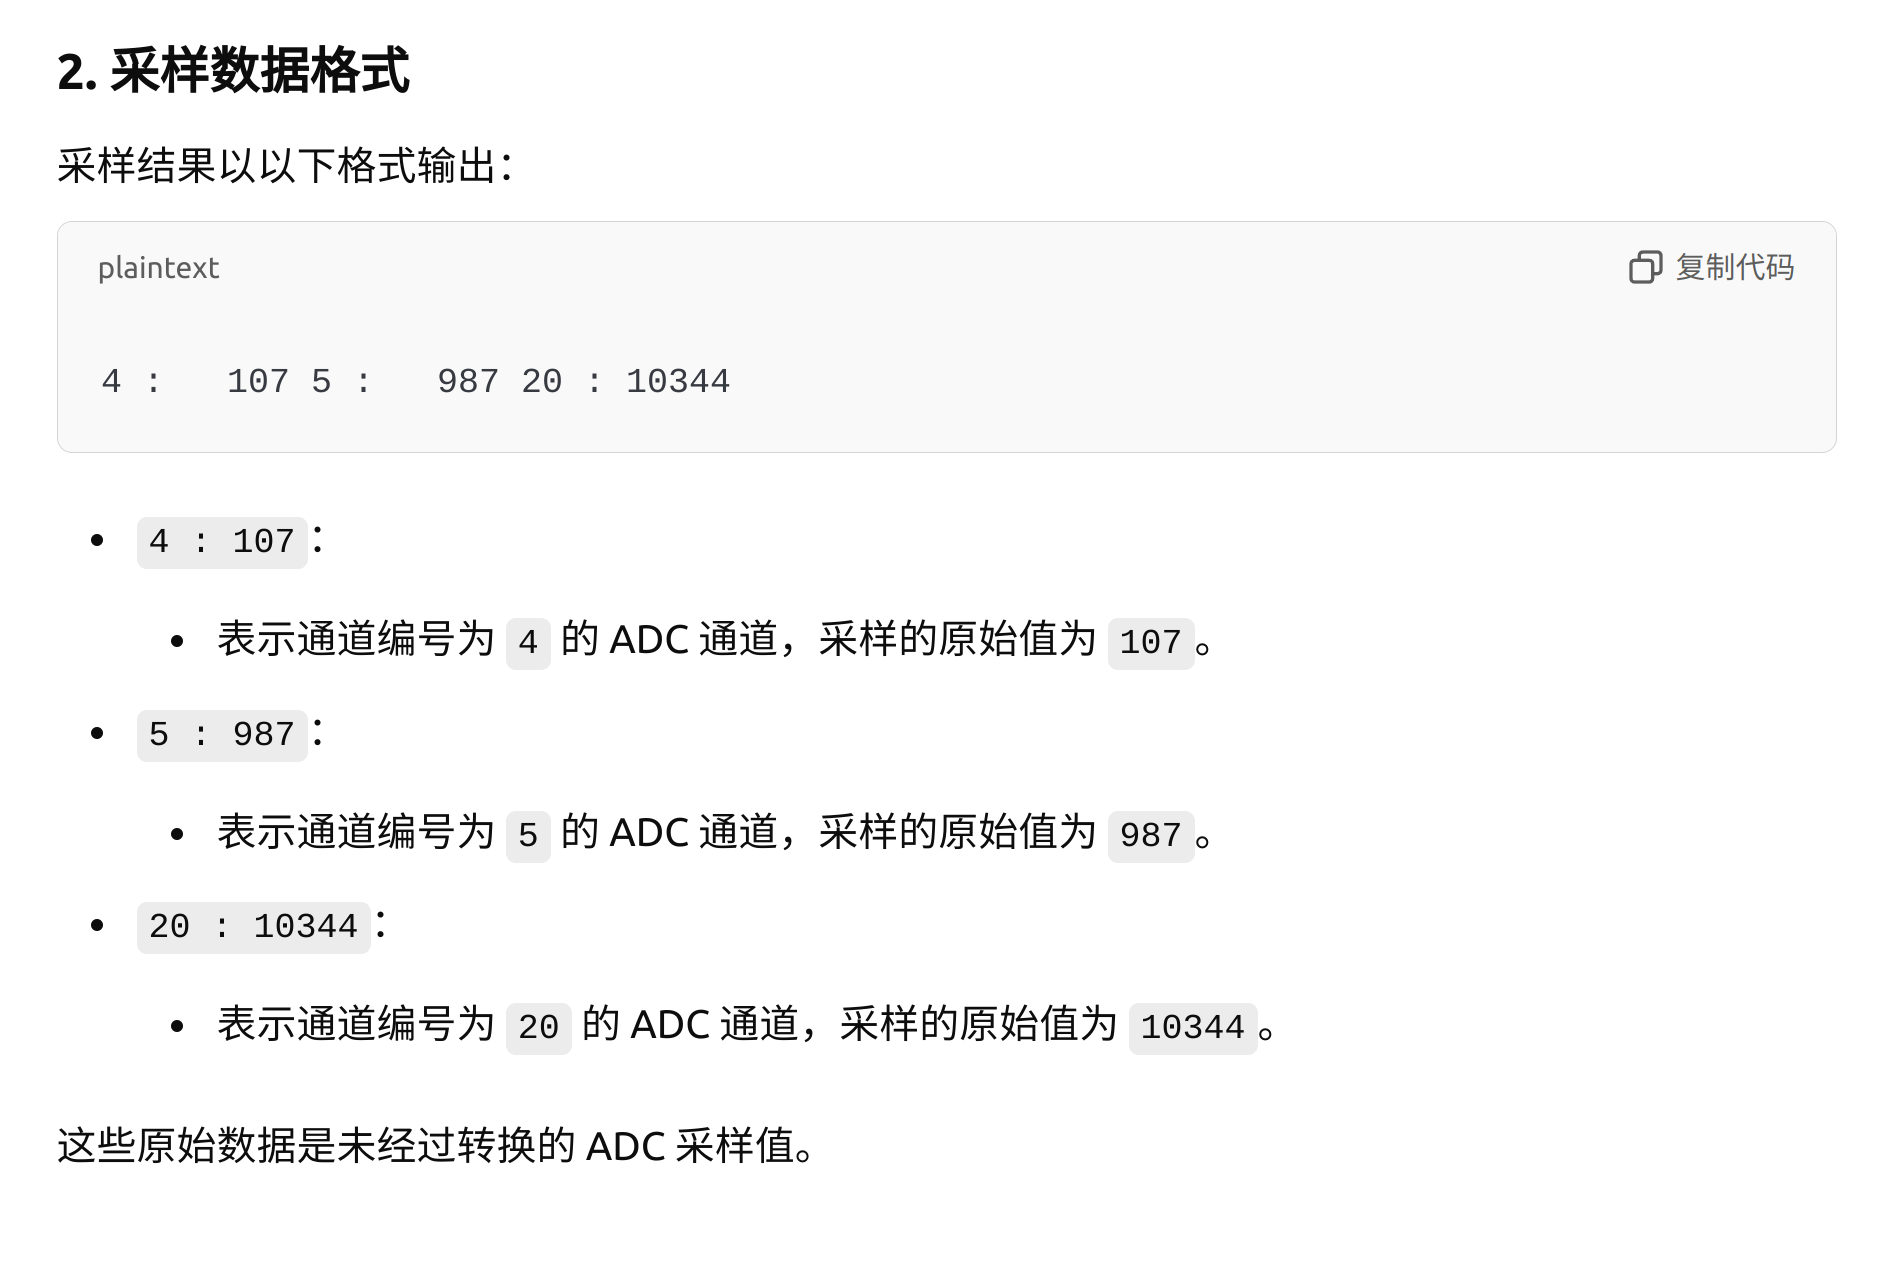 2. 采样数据格式
采样结果以以下格式输出：
plaintext
复制代码
4 :   107 5 :   987 20 : 10344
• 4 : 107：
• 表示通道编号为 4 的 ADC 通道，采样的原始值为 107。
• 5 : 987：
• 表示通道编号为 5 的 ADC 通道，采样的原始值为 987。
• 20 : 10344：
• 表示通道编号为 20 的 ADC 通道，采样的原始值为 10344。
这些原始数据是未经过转换的 ADC 采样值。